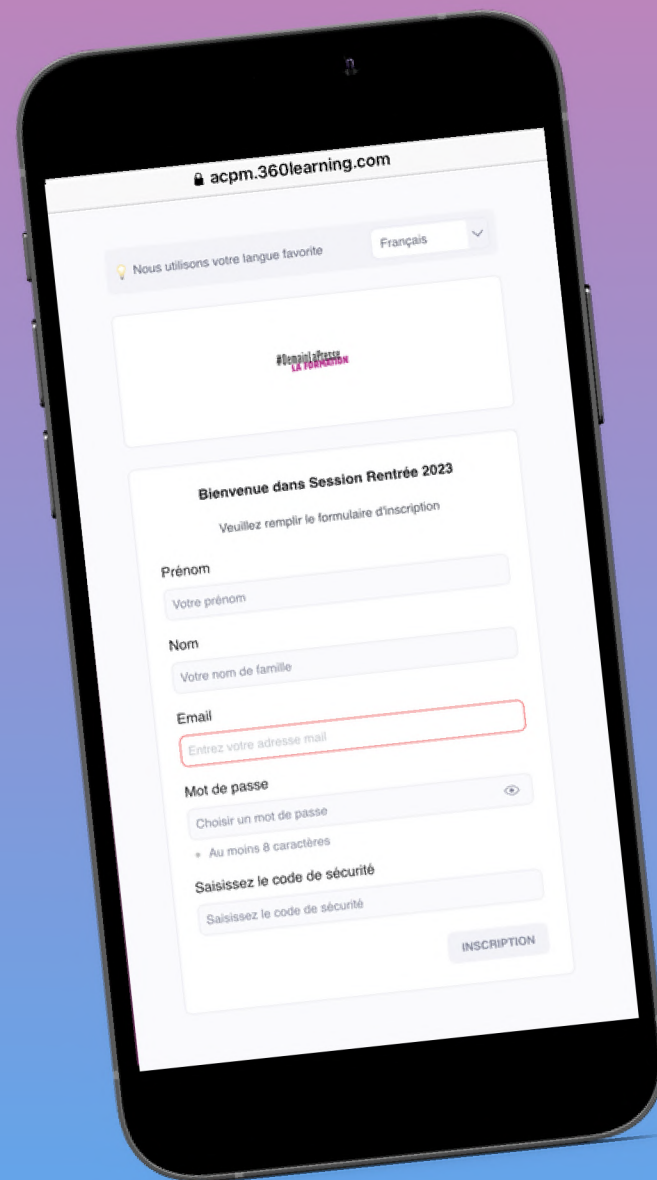 acpm.360learning.com
Nous utilisons votre langue favorite
Français
#DemainLaPresse
LA FORMATION
Bienvenue dans Session Rentrée 2023
Veuillez remplir le formulaire d'inscription
Prénom
Votre prénom
Nom
Votre nom de famille
Email
Entrez votre adresse mail
Mot de passe
Choisir un mot de passe
Au moins 8 caractères
Saisissez le code de sécurité
Saisissez le code de sécurité
INSCRIPTION